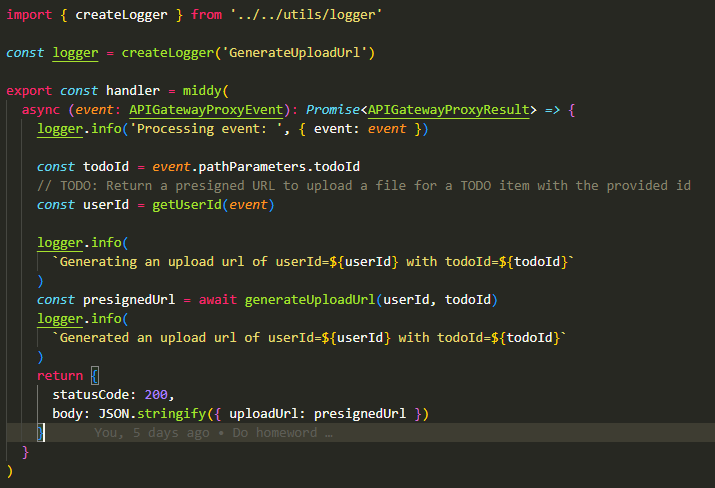 import { createLogger } from '../../utils/logger'
const logger = createLogger('GenerateUploadUrl')
export const handler = middy(
async (event: APIGatewayProxyEvent): Promise<APIGatewayProxyResult> => {
logger.info('Processing event: ', { event: event })
const todoId = event.pathParameters.todoId
// TODO: Return a presigned URL to upload a file for a TODO item with the provided id
const userId = getUserId(event)
logger.info(
`Generating an upload url of userId=${userId} with todoId=${todoId}`
)
const presignedUrl = await generateUploadUrl(userId, todoId)
logger.info(
`Generated an upload url of userId=${userId} with todoId=${todoId}`
)
return {
statusCode: 200,
body: JSON.stringify({ uploadUrl: presignedUrl })
} You, 5 days ago • Do homeword …
}
)